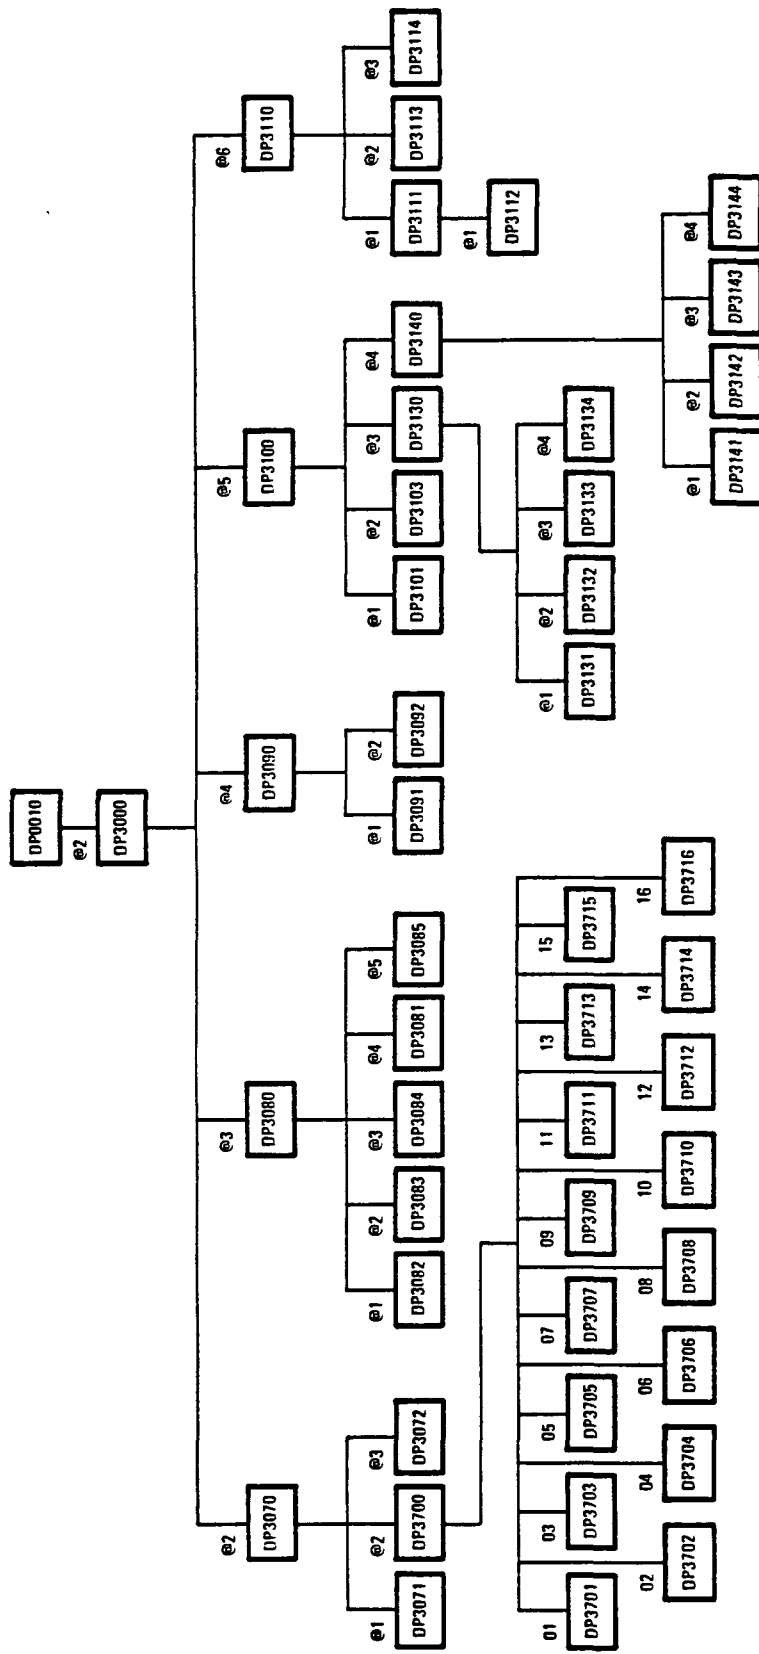 DP0010
@2
DP3000
@2
@3
@4
@5
@6
DP3070
DP3080
DP3090
DP3100
DP3110
@1
@2
@3
@1
@2
@3
@4
@5
@1
@2
@1
@2
@3
@4
@1
@2
@3
DP3071
DP3700
DP3072
DP3082
DP3083
DP3084
DP3081
DP3085
DP3091
DP3092
DP3101
DP3103
DP3130
DP3140
DP3111
DP3113
DP3114
@1
DP3112
01
03
05
07
09
11
13
15
@1
@2
@3
@4
DP3701
DP3703
DP3705
DP3707
DP3709
DP3711
DP3713
DP3715
DP3131
DP3132
DP3133
DP3134
02
04
06
08
10
12
14
16
DP3702
DP3704
DP3706
DP3708
DP3710
DP3712
DP3714
DP3716
@1
@2
@3
@4
DP3141
DP3142
DP3143
DP3144